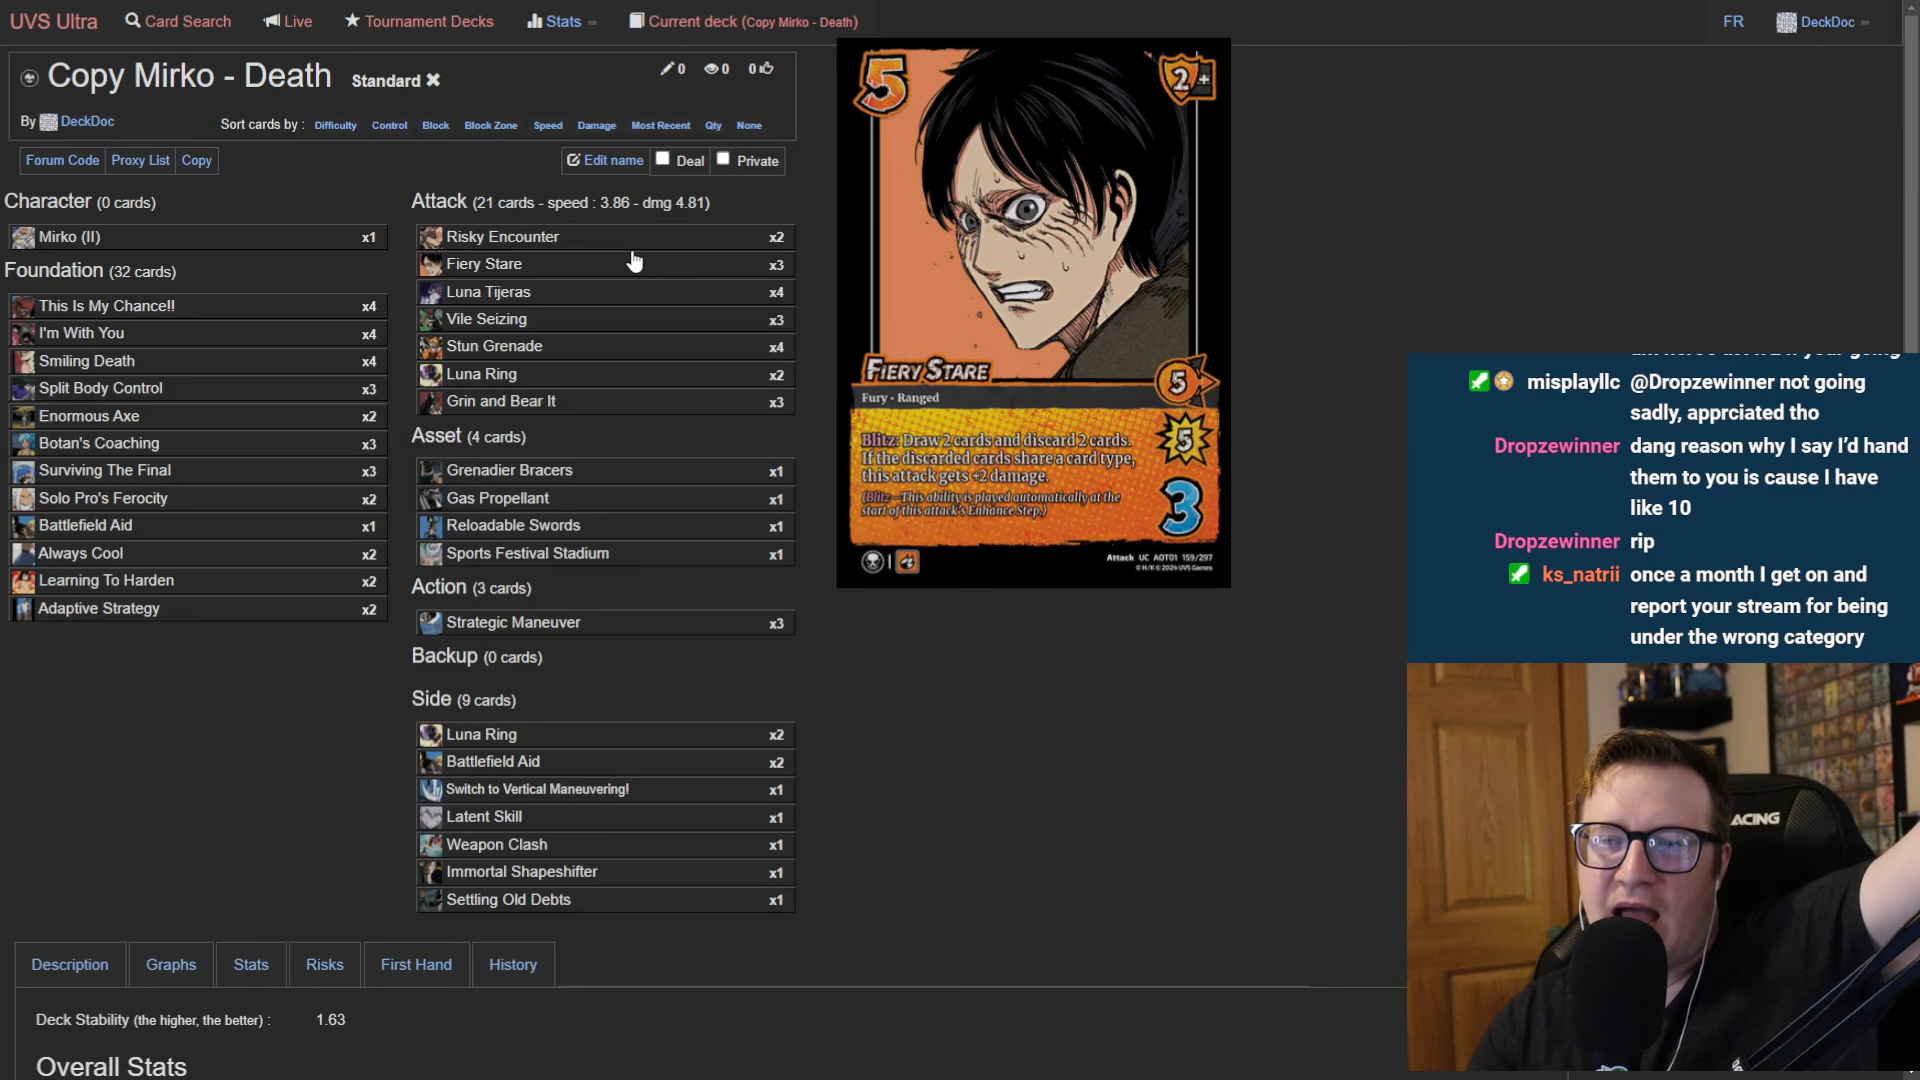 UVS Ultra Card Search Live Tournament Decks Stats Current deck (Copy Mirko - Death) FR DeckDoc
Copy Mirko - Death Standard 0 0 0
By DeckDoc Sort cards by : Difficulty Control Block Block Zone Speed Damage Most Recent Qty None
Forum Code Proxy List Copy Edit name Deal Private
Character (0 cards)
Mirko (II) x1
Foundation (32 cards)
This Is My Chance!! x4
I'm With You x4
Smiling Death x4
Split Body Control x3
Enormous Axe x2
Botan's Coaching x3
Surviving The Final x3
Solo Pro's Ferocity x2
Battlefield Aid x1
Always Cool x2
Learning To Harden x2
Adaptive Strategy x2
Attack (21 cards - speed : 3.86 - dmg 4.81)
Risky Encounter x2
Fiery Stare x3
Luna Tijeras x4
Vile Seizing x3
Stun Grenade x4
Luna Ring x2
Grin and Bear It x3
Asset (4 cards)
Grenadier Bracers x1
Gas Propellant x1
Reloadable Swords x1
Sports Festival Stadium x1
Action (3 cards)
Strategic Maneuver x3
Backup (0 cards)
Side (9 cards)
Luna Ring x2
Battlefield Aid x2
Switch to Vertical Maneuvering! x1
Latent Skill x1
Weapon Clash x1
Immortal Shapeshifter x1
Settling Old Debts x1
Description Graphs Stats Risks First Hand History
Deck Stability (the higher, the better) : 1.63
Overall Stats
5 2+
Fiery Stare
5
Fury • Ranged
Blitz: Draw 2 cards and discard 2 cards.
If the discarded cards share a card type,
this attack gets +2 damage.
(Blitz—This ability is played automatically at the
start of this attack's Enhance Step.)
5
3
Attack UC AOT01 159/297
© H/K © 2024 UVS Games
misplayllc @Dropzewinner not going
sadly, apprciated tho
Dropzewinner dang reason why I say I'd hand
them to you is cause I have
like 10
Dropzewinner rip
ks_natrii once a month I get on and
report your stream for being
under the wrong category
ACING